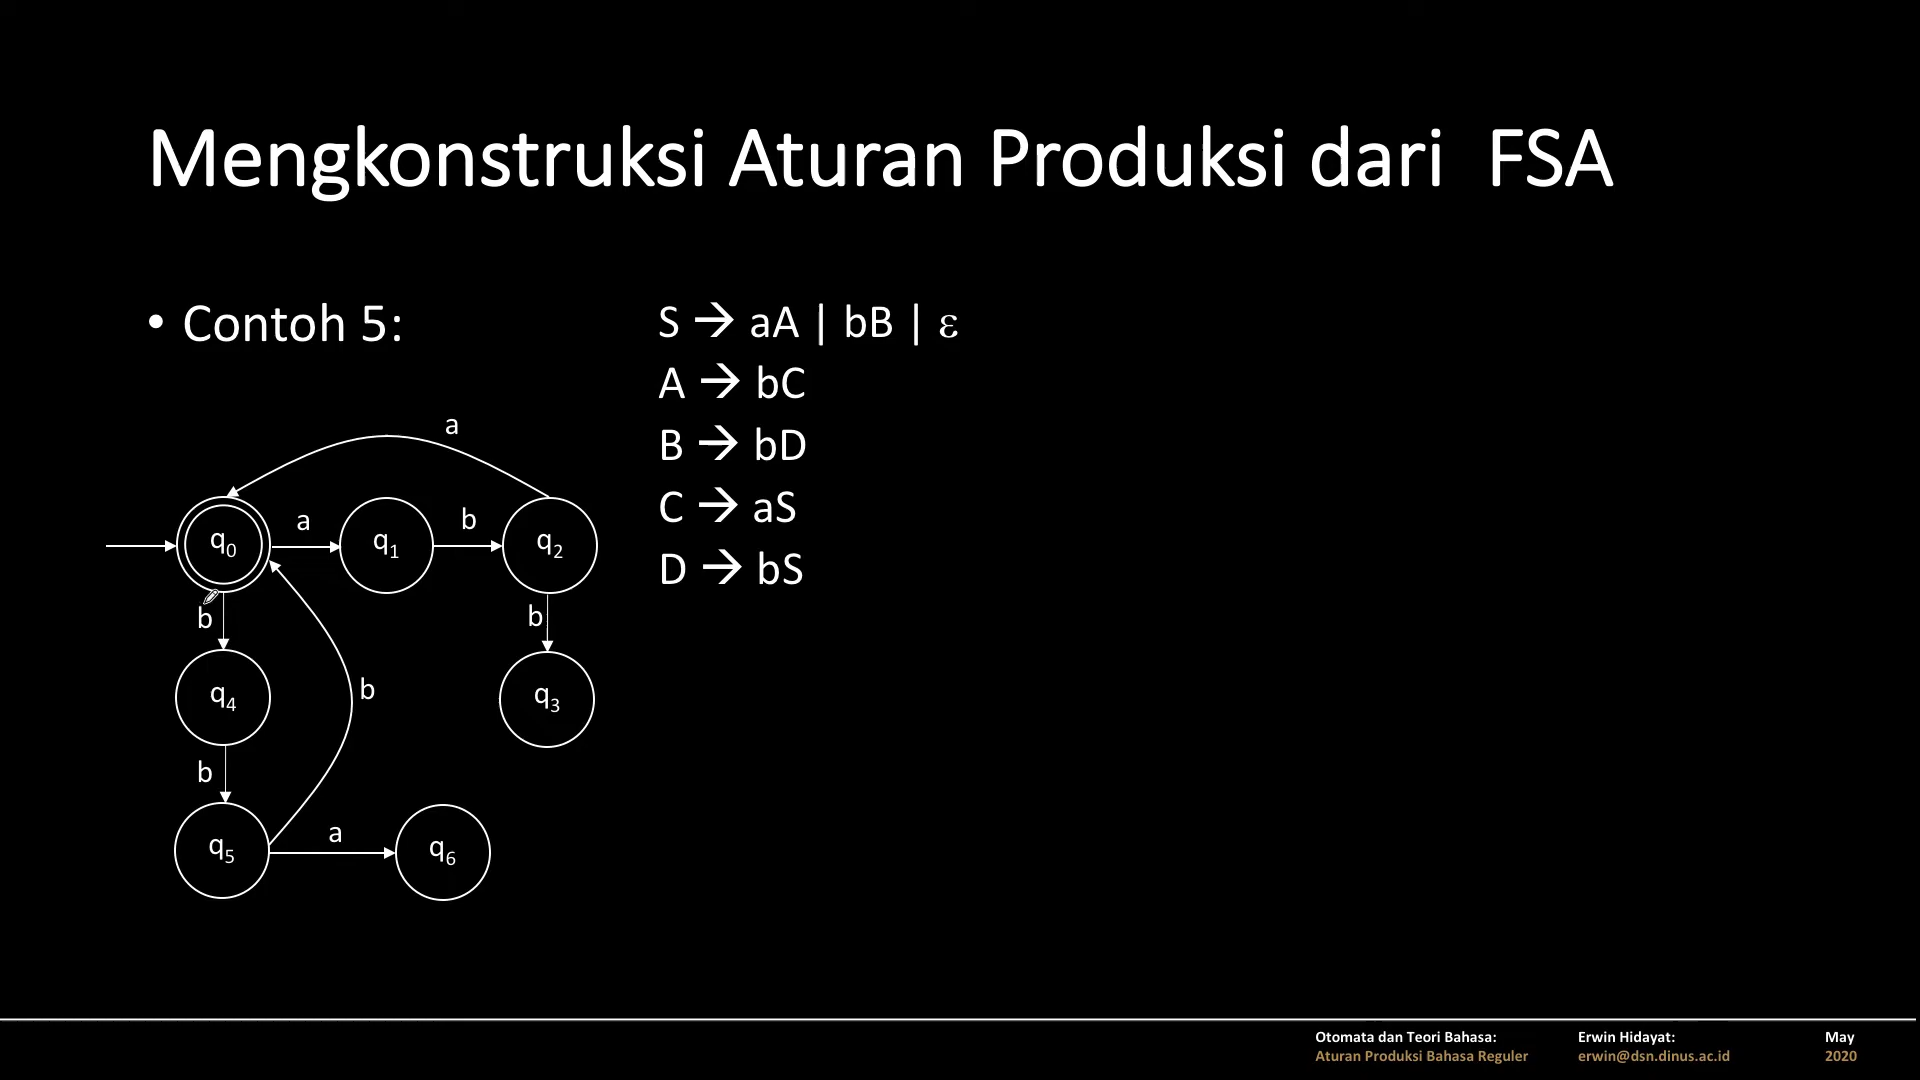 Mengkonstruksi Aturan Produksi dari FSA
• Contoh 5:
S → aA | bB | ε
A → bC
B → bD
C → aS
D → bS
a
q0 a q1 b q2
b b
q4 b q3
b
q5 a q6
Otomata dan Teori Bahasa: Erwin Hidayat: May
Aturan Produksi Bahasa Reguler erwin@dsn.dinus.ac.id 2020